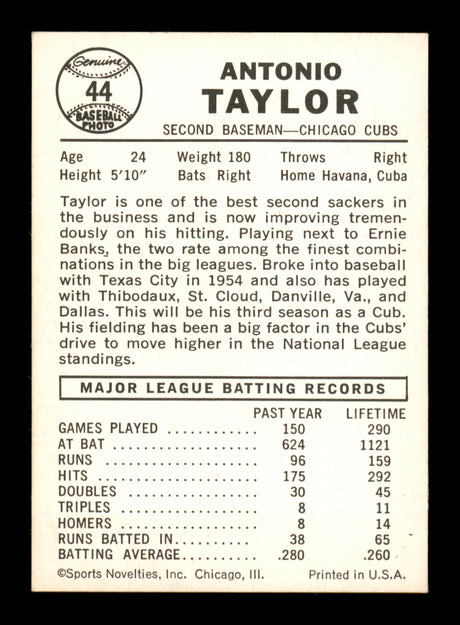 Genuine
44
BASEBALL
PHOTO
ANTONIO
TAYLOR
SECOND BASEMAN—CHICAGO CUBS
Age 24 Weight 180 Throws Right
Height 5'10" Bats Right Home Havana, Cuba
Taylor is one of the best second sackers in
the business and is now improving tremen-
dously on his hitting. Playing next to Ernie
Banks, the two rate among the finest combi-
nations in the big leagues. Broke into baseball
with Texas City in 1954 and also has played
with Thibodaux, St. Cloud, Danville, Va., and
Dallas. This will be his third season as a Cub.
His fielding has been a big factor in the Cubs'
drive to move higher in the National League
standings.
MAJOR LEAGUE BATTING RECORDS
PAST YEAR LIFETIME
GAMES PLAYED ............ 150 290
AT BAT ................... 624 1121
RUNS .................... 96 159
HITS ..................... 175 292
DOUBLES ................. 30 45
TRIPLES .................. 8 11
HOMERS .................. 8 14
RUNS BATTED IN........... 38 65
BATTING AVERAGE.......... .280 .260
©Sports Novelties, Inc. Chicago, Ill. Printed in U.S.A.